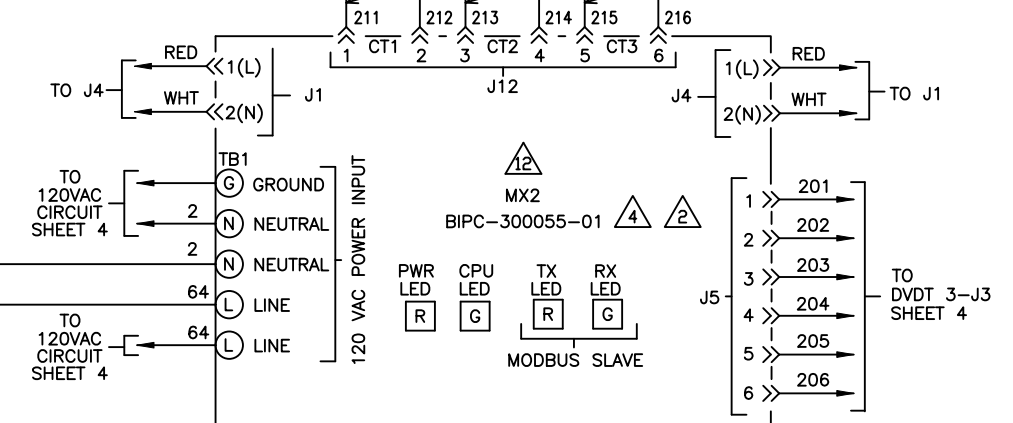 211 212 213 214 215 216
CT1 - CT2 - CT3
1 2 3 4 5 6
J12
RED
1(L)
TO J4
WHT
2(N)
J1
RED
1(L)
J4
WHT
2(N)
TO J1
TB1
TO
120VAC
CIRCUIT
SHEET 4
G GROUND
2 N NEUTRAL
2 N NEUTRAL
64 L LINE
64 L LINE
TO
120VAC
CIRCUIT
SHEET 4
120 VAC POWER INPUT
12
MX2
BIPC-300055-01 4 2
PWR
LED
R
CPU
LED
G
TX
LED
R
RX
LED
G
MODBUS SLAVE
J5
1 201
2 202
3 203
4 204
5 205
6 206
TO
DVDT 3-J3
SHEET 4